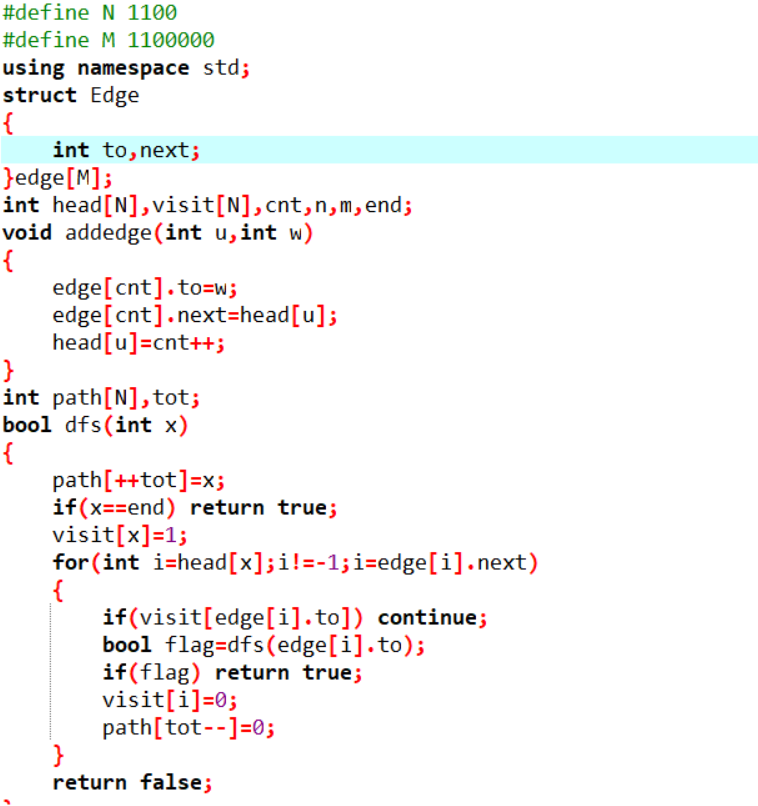 #define N 1100
#define M 1100000
using namespace std;
struct Edge
{
    int to,next;
}edge[M];
int head[N],visit[N],cnt,n,m,end;
void addedge(int u,int w)
{
    edge[cnt].to=w;
    edge[cnt].next=head[u];
    head[u]=cnt++;
}
int path[N],tot;
bool dfs(int x)
{
    path[++tot]=x;
    if(x==end) return true;
    visit[x]=1;
    for(int i=head[x];i!=-1;i=edge[i].next)
    {
        if(visit[edge[i].to]) continue;
        bool flag=dfs(edge[i].to);
        if(flag) return true;
        visit[i]=0;
        path[tot--]=0;
    }
    return false;